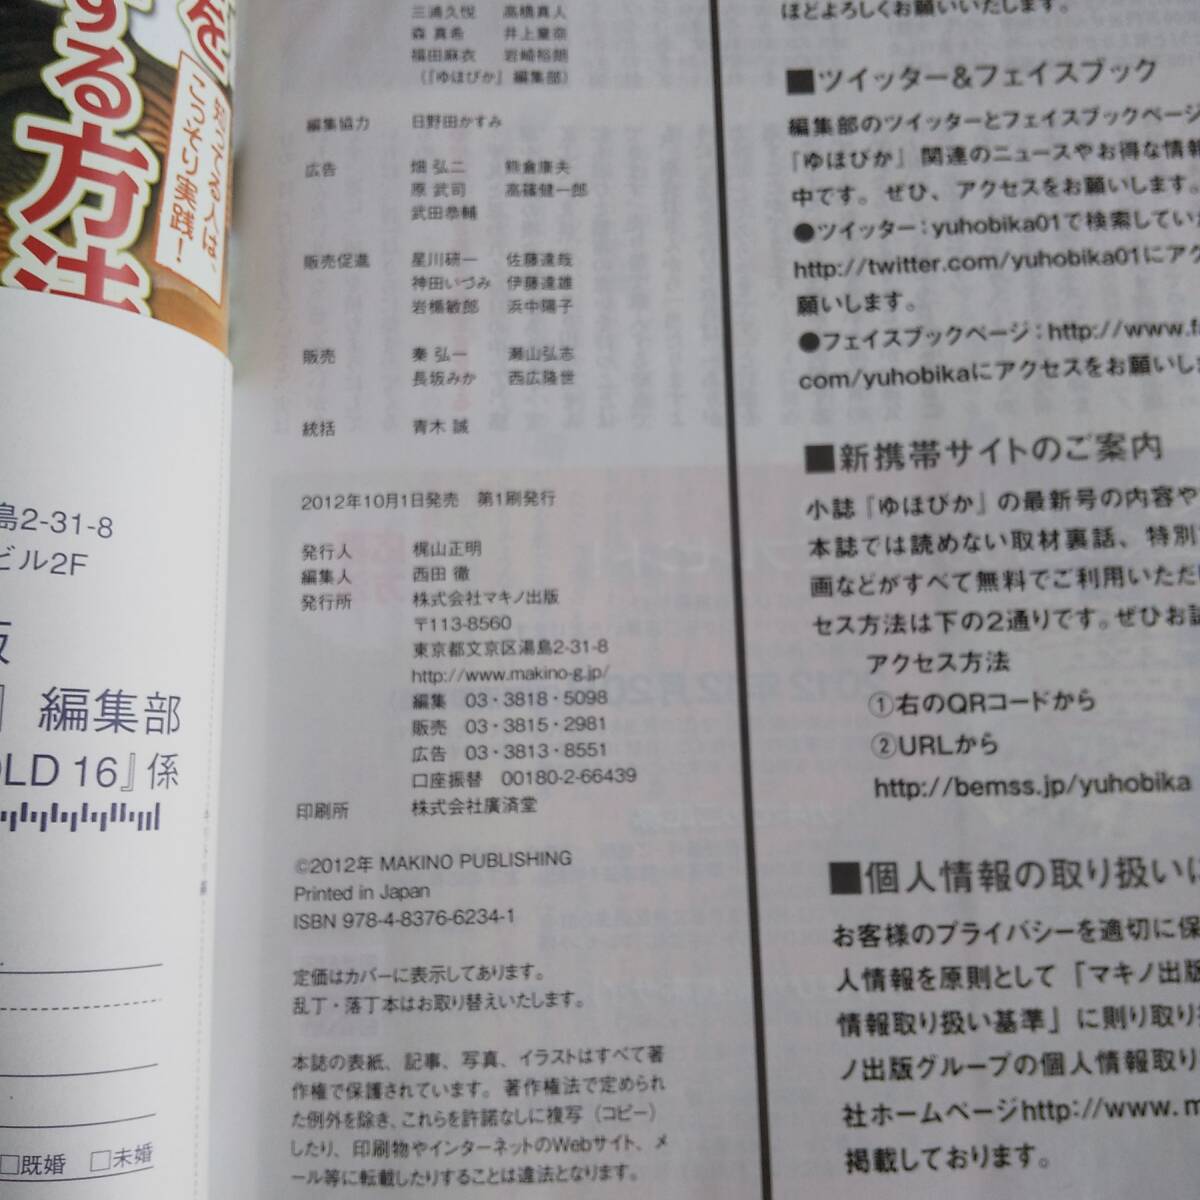 する方法
知ってる人は、
こっそり実践!
島2-31-8
ビル2F
編集部
OLD 16』係
□既婚 □未婚
三浦久悦 高橋真人
森 真希 井上童奈
福田麻衣 岩崎裕朗
(『ゆほびか』編集部)
編集協力 日野田かすみ
広告 畑 弘二 熊倉康夫
原 武司 高篠健一郎
武田恭輔
販売促進 星川研一 佐藤達哉
神田いづみ 伊藤達雄
岩楯敏郎 浜中陽子
販売 秦 弘一 瀬山弘志
長坂みか 西広隆世
統括 青木 誠
2012年10月1日発売 第1刷発行
発行人 梶山正明
編集人 西田 徹
発行所 株式会社マキノ出版
〒113-8560
東京都文京区湯島2-31-8
http://www.makino-g.jp/
編集 03・3818・5098
販売 03・3815・2981
広告 03・3813・8551
口座振替 00180-2-66439
印刷所 株式会社廣済堂
©2012年 MAKINO PUBLISHING
Printed in Japan
ISBN 978-4-8376-6234-1
定価はカバーに表示してあります。
乱丁・落丁本はお取り替えいたします。
本誌の表紙、記事、写真、イラストはすべて著
作権で保護されています。著作権法で定められ
た例外を除き、これらを許諾なしに複写(コピー)
したり、印刷物やインターネットのWebサイト、メ
ール等に転載したりすることは違法となります。
ほどよろしくお願いいたします。
■ツイッター&フェイスブック
編集部のツイッターとフェイスブックページ
『ゆほびか』関連のニュースやお得な情報
中です。ぜひ、アクセスをお願いします。
●ツイッター:yuhobika01で検索してい
http://twitter.com/yuhobika01にアク
願いします。
●フェイスブックページ:http://www.f
com/yuhobikaにアクセスをお願いし
■新携帯サイトのご案内
小誌『ゆほびか』の最新号の内容や
本誌では読めない取材裏話、特別
画などがすべて無料でご利用いただ
セス方法は下の2通りです。ぜひお
アクセス方法
①右のQRコードから
②URLから
http://bemss.jp/yuhobika
■個人情報の取り扱いに
お客様のプライバシーを適切に保
人情報を原則として「マキノ出版
情報取り扱い基準」に則り取り
ノ出版グループの個人情報取り
社ホームページhttp://www.m
掲載しております。